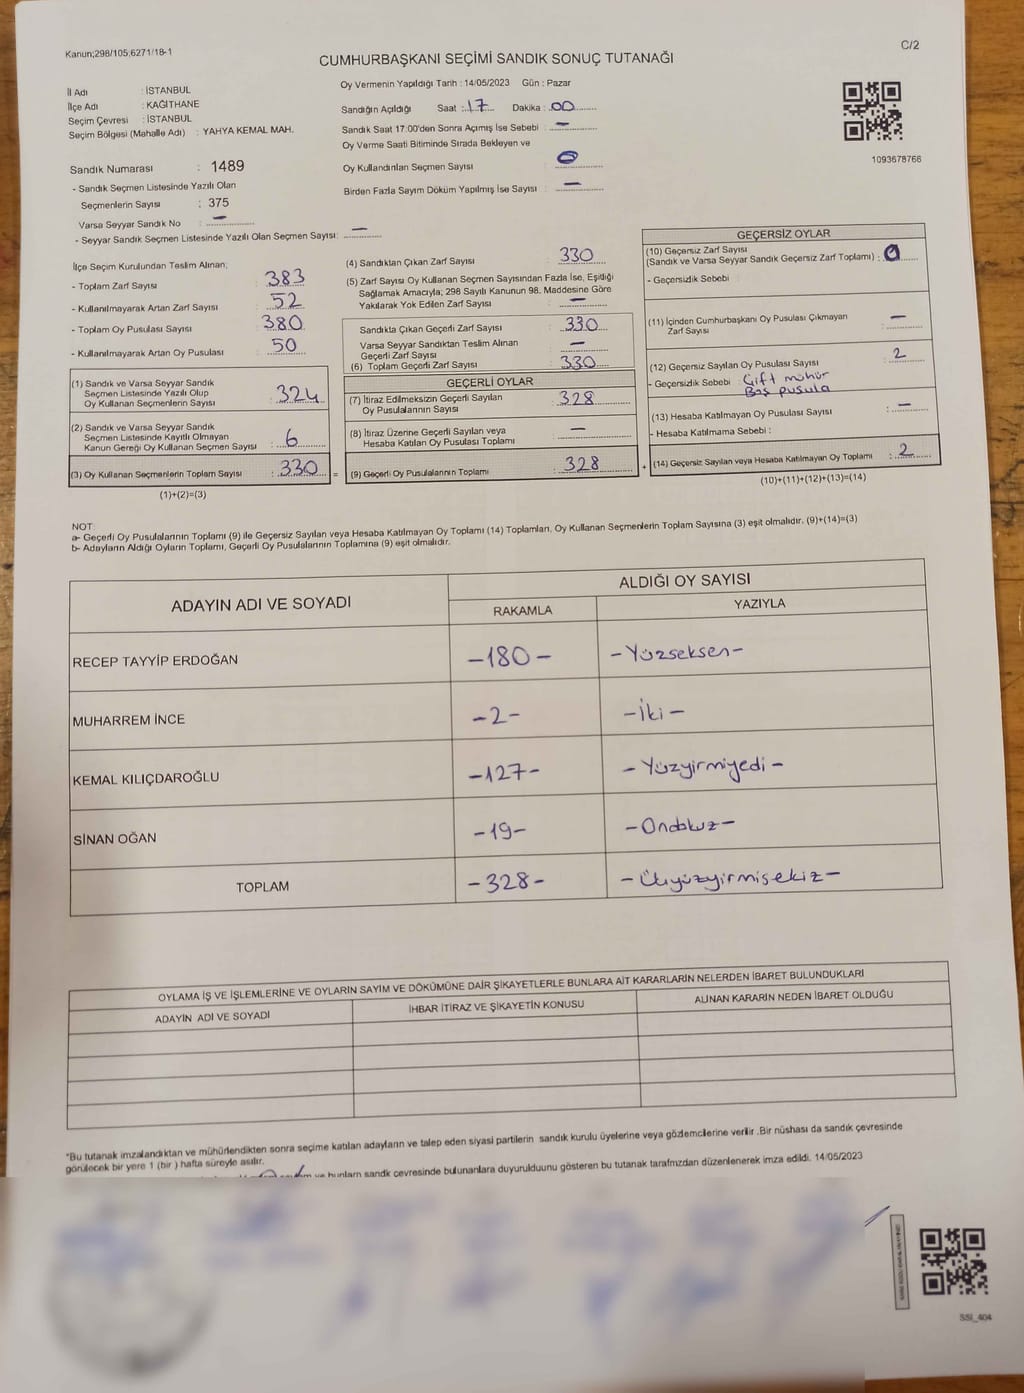 Kanun;298/105;6271/18-1
C/2
CUMHURBAŞKANI SEÇİMİ SANDIK SONUÇ TUTANAĞI
İl Adı : İSTANBUL
İlçe Adı : KAĞITHANE
Seçim Çevresi : İSTANBUL
Seçim Bölgesi (Mahalle Adı) : YAHYA KEMAL MAH.
Oy Vermenin Yapıldığı Tarih : 14/05/2023 Gün : Pazar
Sandığın Açıldığı Saat : 17 Dakika : 00
Sandık Saat 17:00'den Sonra Açımış İse Sebebi : —
Oy Verme Saati Bitiminde Sırada Bekleyen ve
Oy Kullandırılan Seçmen Sayısı : 0
Birden Fazla Sayım Döküm Yapılmış İse Sayısı : —
1093678766
Sandık Numarası : 1489
- Sandık Seçmen Listesinde Yazılı Olan
Seçmenlerin Sayısı : 375
Varsa Seyyar Sandık No : —
- Seyyar Sandık Seçmen Listesinde Yazılı Olan Seçmen Sayısı: —
İlçe Seçim Kurulundan Teslim Alınan;
- Toplam Zarf Sayısı : 383
- Kullanılmayarak Artan Zarf Sayısı : 52
- Toplam Oy Pusulası Sayısı : 380
- Kullanılmayarak Artan Oy Pusulası : 50
(1) Sandık ve Varsa Seyyar Sandık
Seçmen Listesinde Yazılı Olup
Oy Kullanan Seçmenlerin Sayısı : 324
(2) Sandık ve Varsa Seyyar Sandık
Seçmen Listesinde Kayıtlı Olmayan
Kanun Gereği Oy Kullanan Seçmen Sayısı : 6
(3) Oy Kullanan Seçmenlerin Toplam Sayısı : 330 =
(1)+(2)=(3)
(4) Sandıktan Çıkan Zarf Sayısı : 330
(5) Zarf Sayısı Oy Kullanan Seçmen Sayısından Fazla İse, Eşitliği
Sağlamak Amacıyla; 298 Sayılı Kanunun 98. Maddesine Göre
Yakılarak Yok Edilen Zarf Sayısı : —
Sandıkta Çıkan Geçerli Zarf Sayısı : 330
Varsa Seyyar Sandıktan Teslim Alınan
Geçerli Zarf Sayısı : —
(6) Toplam Geçerli Zarf Sayısı : 330
GEÇERLİ OYLAR
(7) İtiraz Edilmeksizin Geçerli Sayılan
Oy Pusulalarının Sayısı : 328
(8) İtiraz Üzerine Geçerli Sayılan veya
Hesaba Katılan Oy Pusulası Toplamı : —
(9) Geçerli Oy Pusulalarının Toplamı : 328 +
GEÇERSİZ OYLAR
(10) Geçersiz Zarf Sayısı
(Sandık ve Varsa Seyyar Sandık Geçersiz Zarf Toplamı) : 0
- Geçersizlik Sebebi :
(11) İçinden Cumhurbaşkanı Oy Pusulası Çıkmayan
Zarf Sayısı : —
(12) Geçersiz Sayılan Oy Pusulası Sayısı : 2
- Geçersizlik Sebebi : Çift mühür
Boş pusula
(13) Hesaba Katılmayan Oy Pusulası Sayısı : —
- Hesaba Katılmama Sebebi :
(14) Geçersiz Sayılan veya Hesaba Katılmayan Oy Toplamı : 2
(10)+(11)+(12)+(13)=(14)
NOT:
a- Geçerli Oy Pusulalarının Toplamı (9) ile Geçersiz Sayılan veya Hesaba Katılmayan Oy Toplamı (14) Toplamları, Oy Kullanan Seçmenlerin Toplam Sayısına (3) eşit olmalıdır. (9)+(14)=(3)
b- Adayların Aldığı Oyların Toplamı, Geçerli Oy Pusulalarının Toplamına (9) eşit olmalıdır.
ADAYIN ADI VE SOYADI
ALDIĞI OY SAYISI
RAKAMLA YAZIYLA
RECEP TAYYİP ERDOĞAN -180- -Yüzseksen-
MUHARREM İNCE -2- -İki-
KEMAL KILIÇDAROĞLU -127- -Yüzyirmiyedi-
SİNAN OĞAN -19- -Ondokuz-
TOPLAM -328- -Üçyüzyirmisekiz-
OYLAMA İŞ VE İŞLEMLERİNE VE OYLARIN SAYIM VE DÖKÜMÜNE DAİR ŞİKAYETLERLE BUNLARA AİT KARARLARIN NELERDEN İBARET BULUNDUKLARI
ADAYIN ADI VE SOYADI İHBAR İTİRAZ VE ŞİKAYETİN KONUSU ALINAN KARARIN NEDEN İBARET OLDUĞU
*Bu tutanak imzalandıktan ve mühürlendikten sonra seçime katılan adayların ve talep eden siyasi partilerin sandık kurulu üyelerine veya gözlemcilerine verilir .Bir nüshası da sandık çevresinde
görülecek bir yere 1 (bir ) hafta süreyle asılır.
ve bunların sandık çevresinde bulunanlara duyurulduunu gösteren bu tutanak tarafımızdan düzenlenerek imza edildi. 14/05/2023
SSI_404